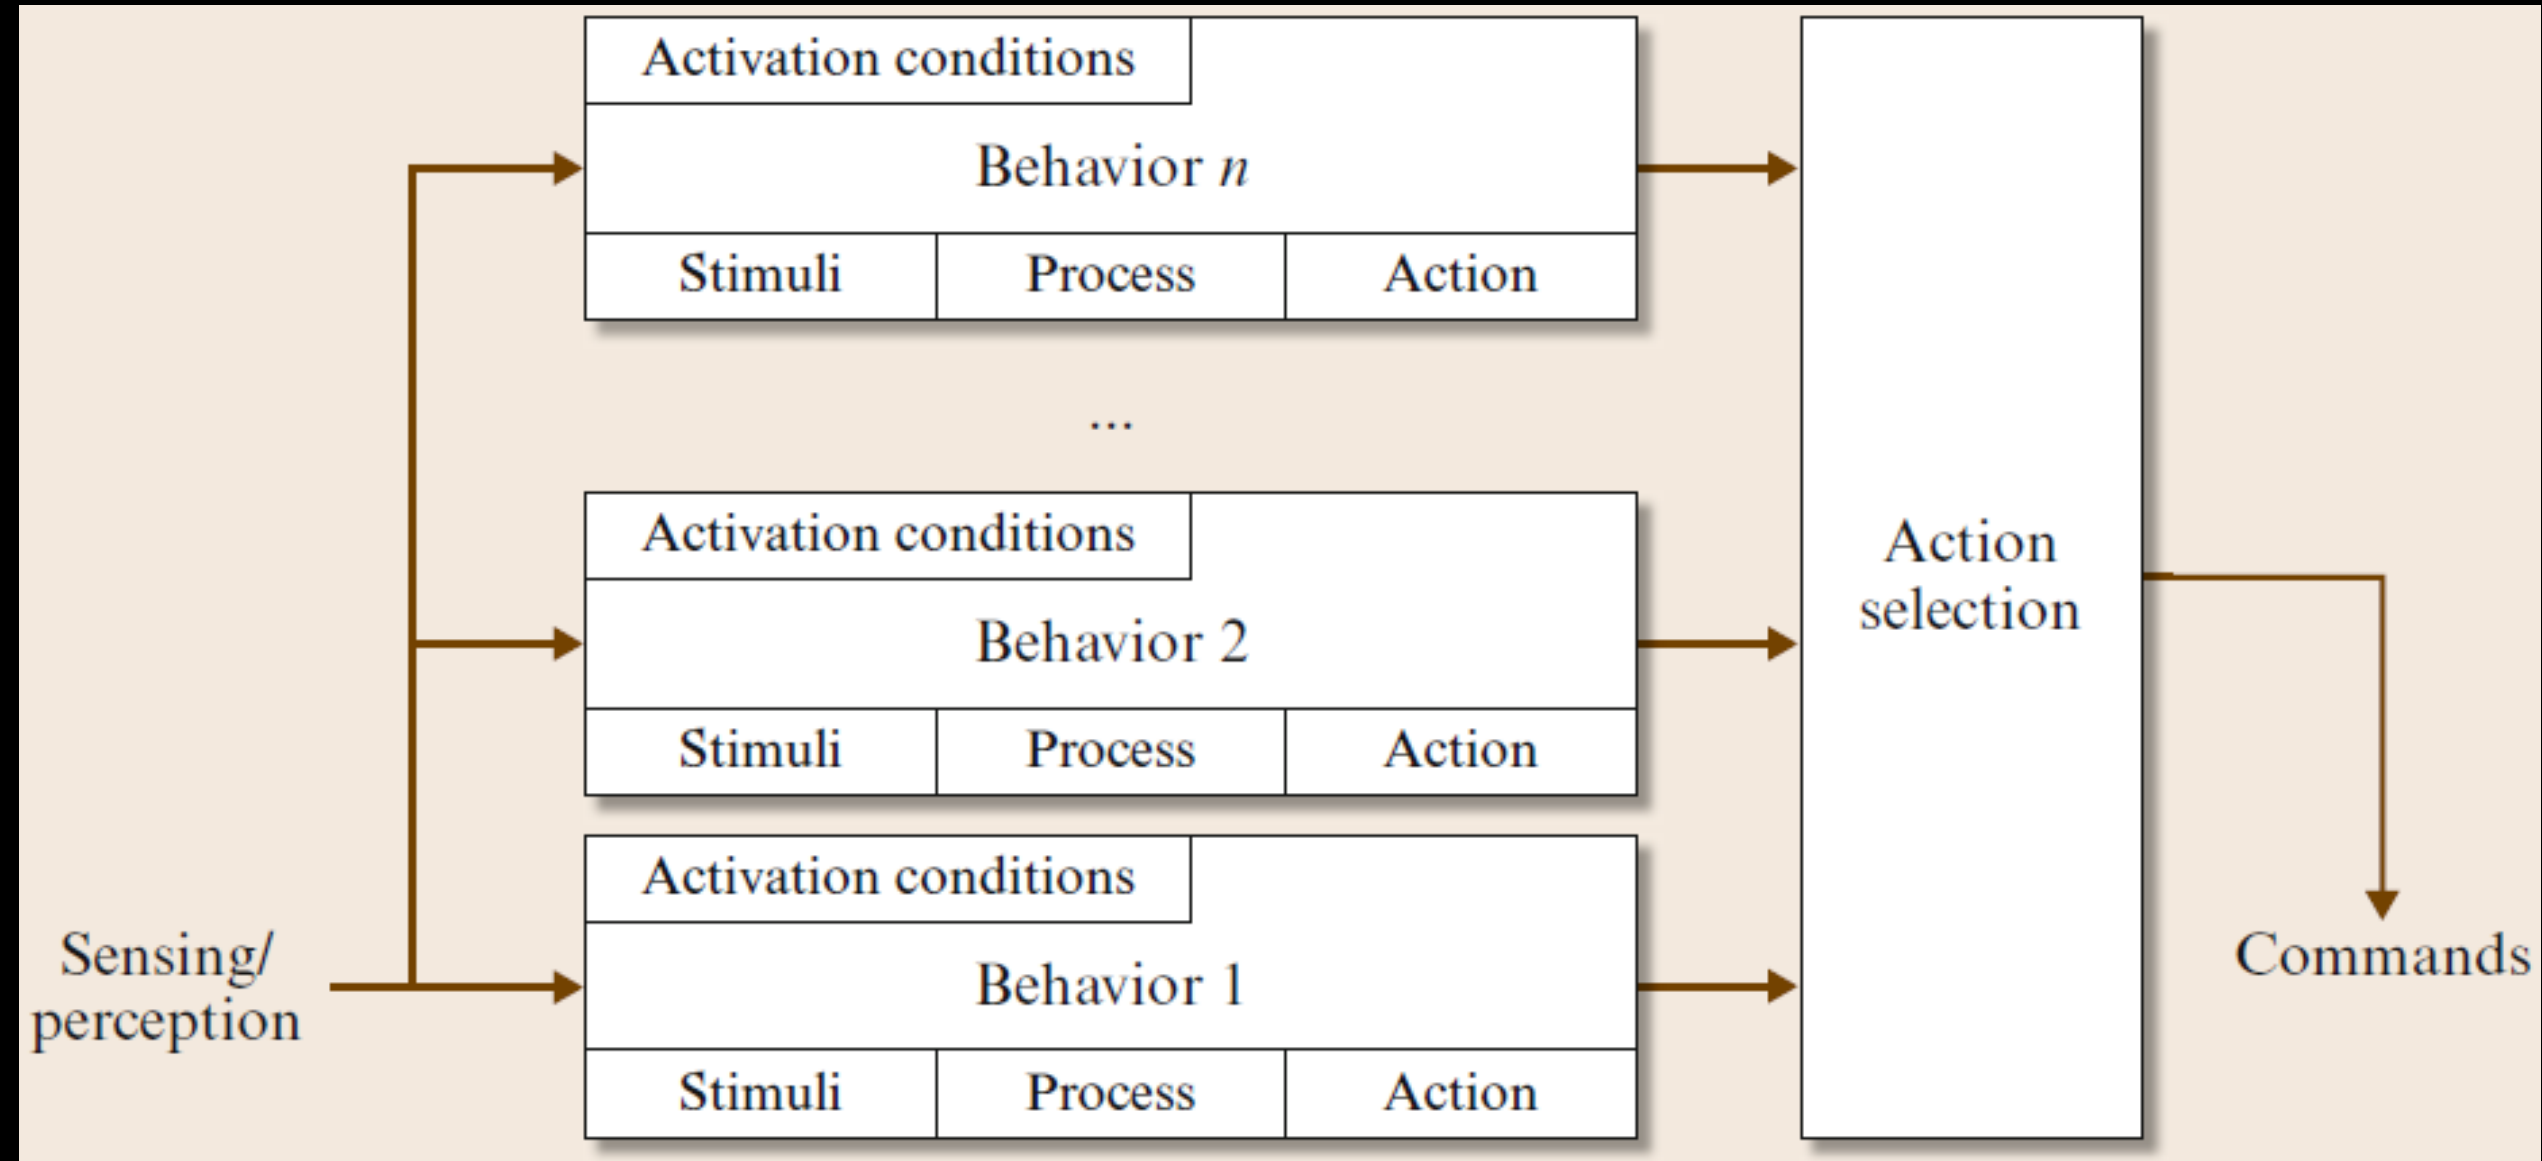 Activation conditions
Behavior n
Stimuli Process Action
...
Activation conditions
Behavior 2
Stimuli Process Action
Activation conditions
Behavior 1
Stimuli Process Action
Sensing/
perception
Action
selection
Commands